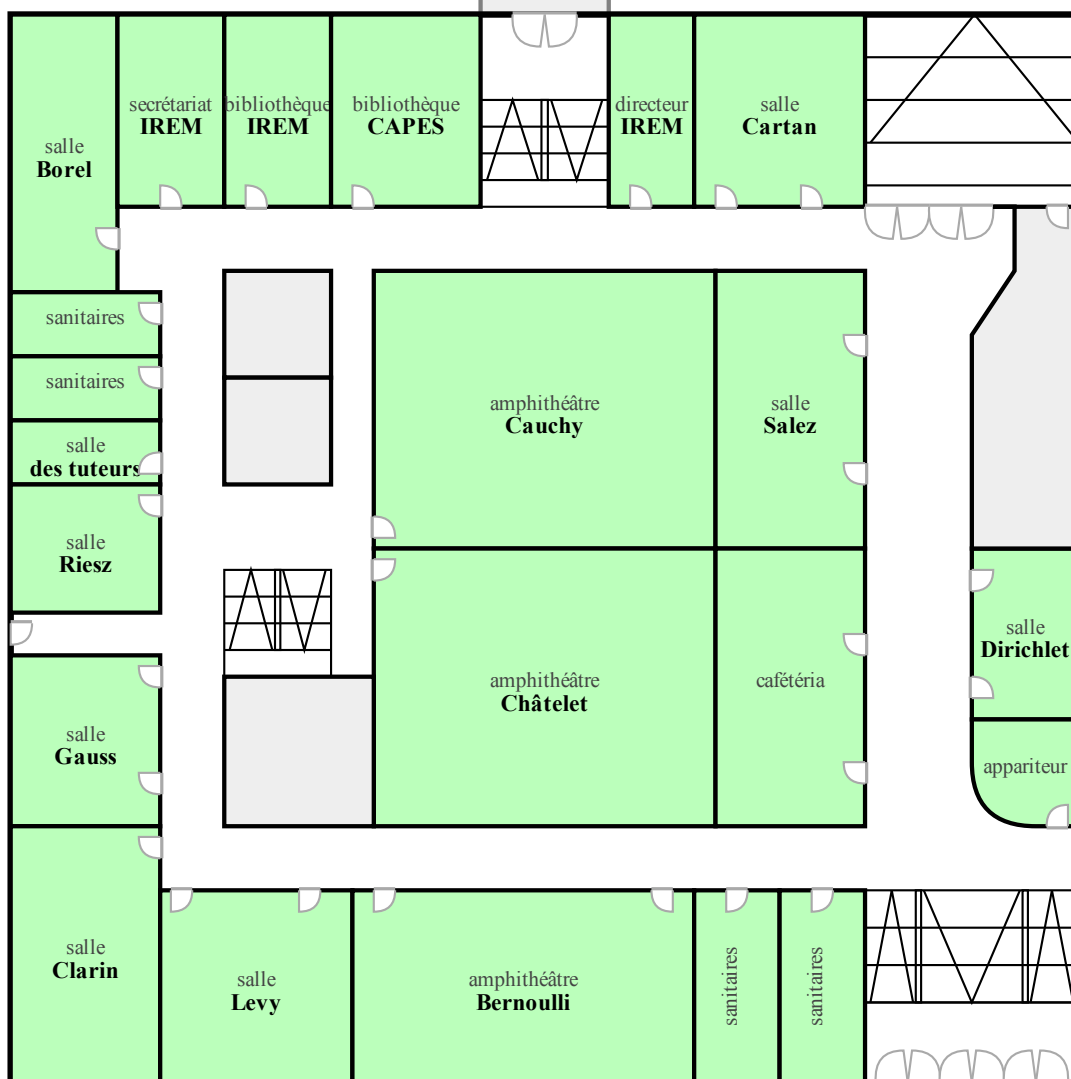 salle
Borel
secrétariat
IREM
bibliothèque
IREM
bibliothèque
CAPES
directeur
IREM
salle
Cartan
sanitaires
sanitaires
salle
des tuteurs
salle
Riesz
amphithéâtre
Cauchy
salle
Salez
amphithéâtre
Châtelet
cafétéria
salle
Dirichlet
appariteur
salle
Gauss
salle
Clarin
salle
Levy
amphithéâtre
Bernoulli
sanitaires
sanitaires